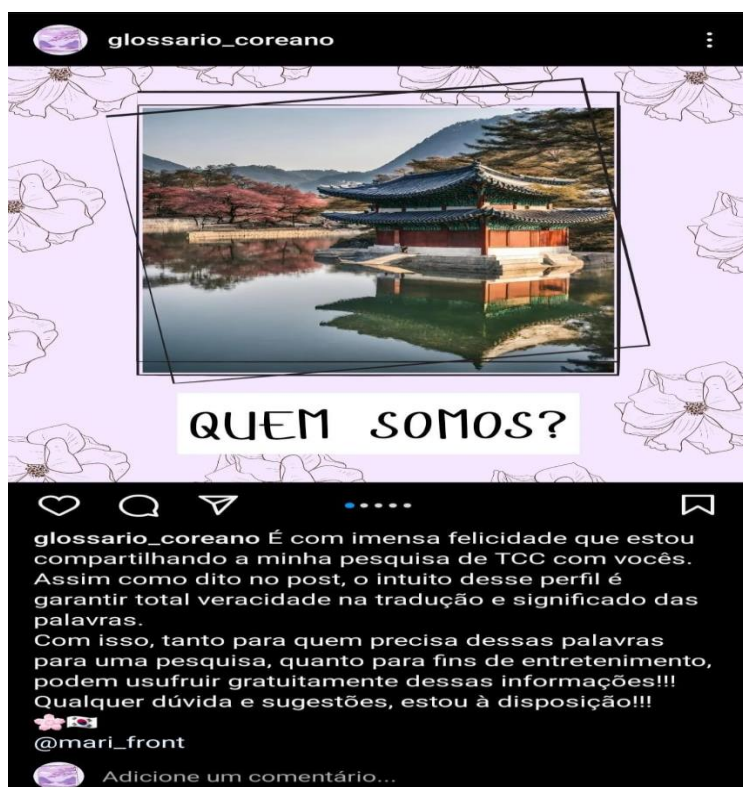 glossario_coreano
QUEM SOMOS?
glossario_coreano É com imensa felicidade que estou
compartilhando a minha pesquisa de TCC com vocês.
Assim como dito no post, o intuito desse perfil é
garantir total veracidade na tradução e significado das
palavras.
Com isso, tanto para quem precisa dessas palavras
para uma pesquisa, quanto para fins de entretenimento,
podem usufruir gratuitamente dessas informações!!!
Qualquer dúvida e sugestões, estou à disposição!!!
🌸🇰🇷
@mari_front
Adicione um comentário...